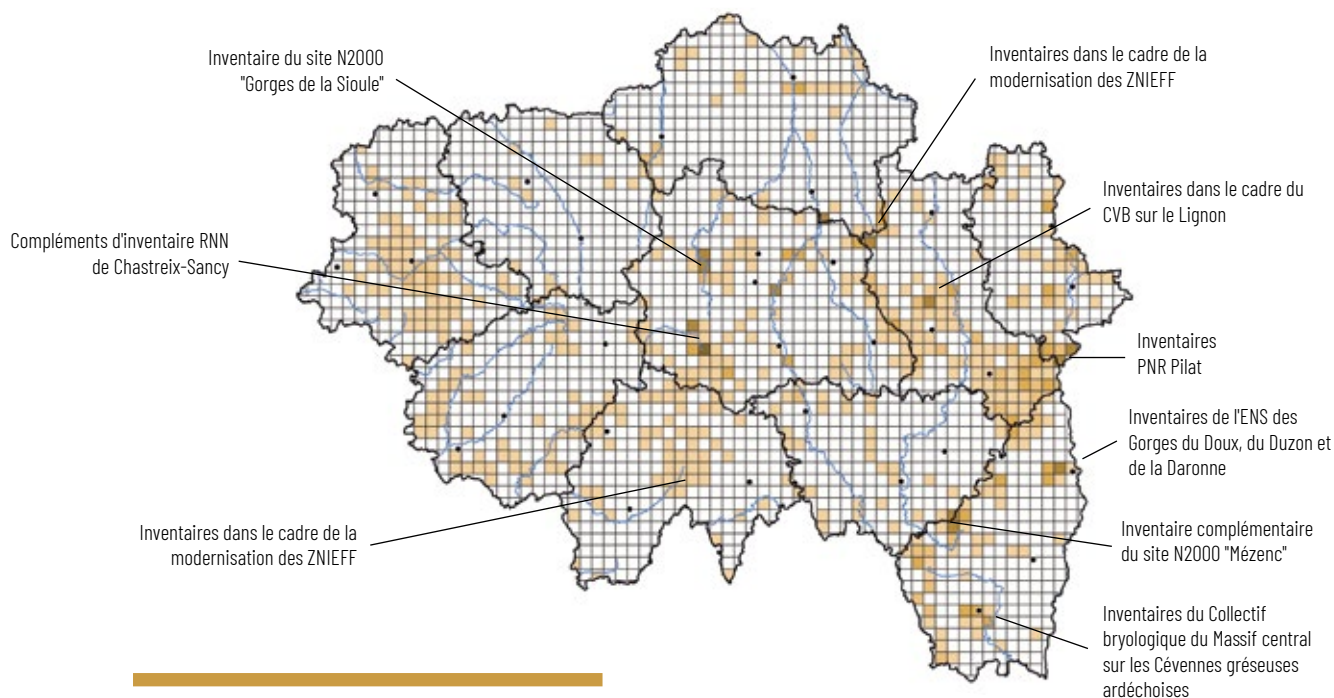 Inventaire du site N2000
"Gorges de la Sioule"
Inventaires dans le cadre de la
modernisation des ZNIEFF
Inventaires dans le cadre du
CVB sur le Lignon
Compléments d'inventaire RNN
de Chastreix-Sancy
Inventaires
PNR Pilat
Inventaires de l'ENS des
Gorges du Doux, du Duzon et
de la Daronne
Inventaires dans le cadre de la
modernisation des ZNIEFF
Inventaire complémentaire
du site N2000 "Mézenc"
Inventaires du Collectif
bryologique du Massif central
sur les Cévennes gréseuses
ardéchoises